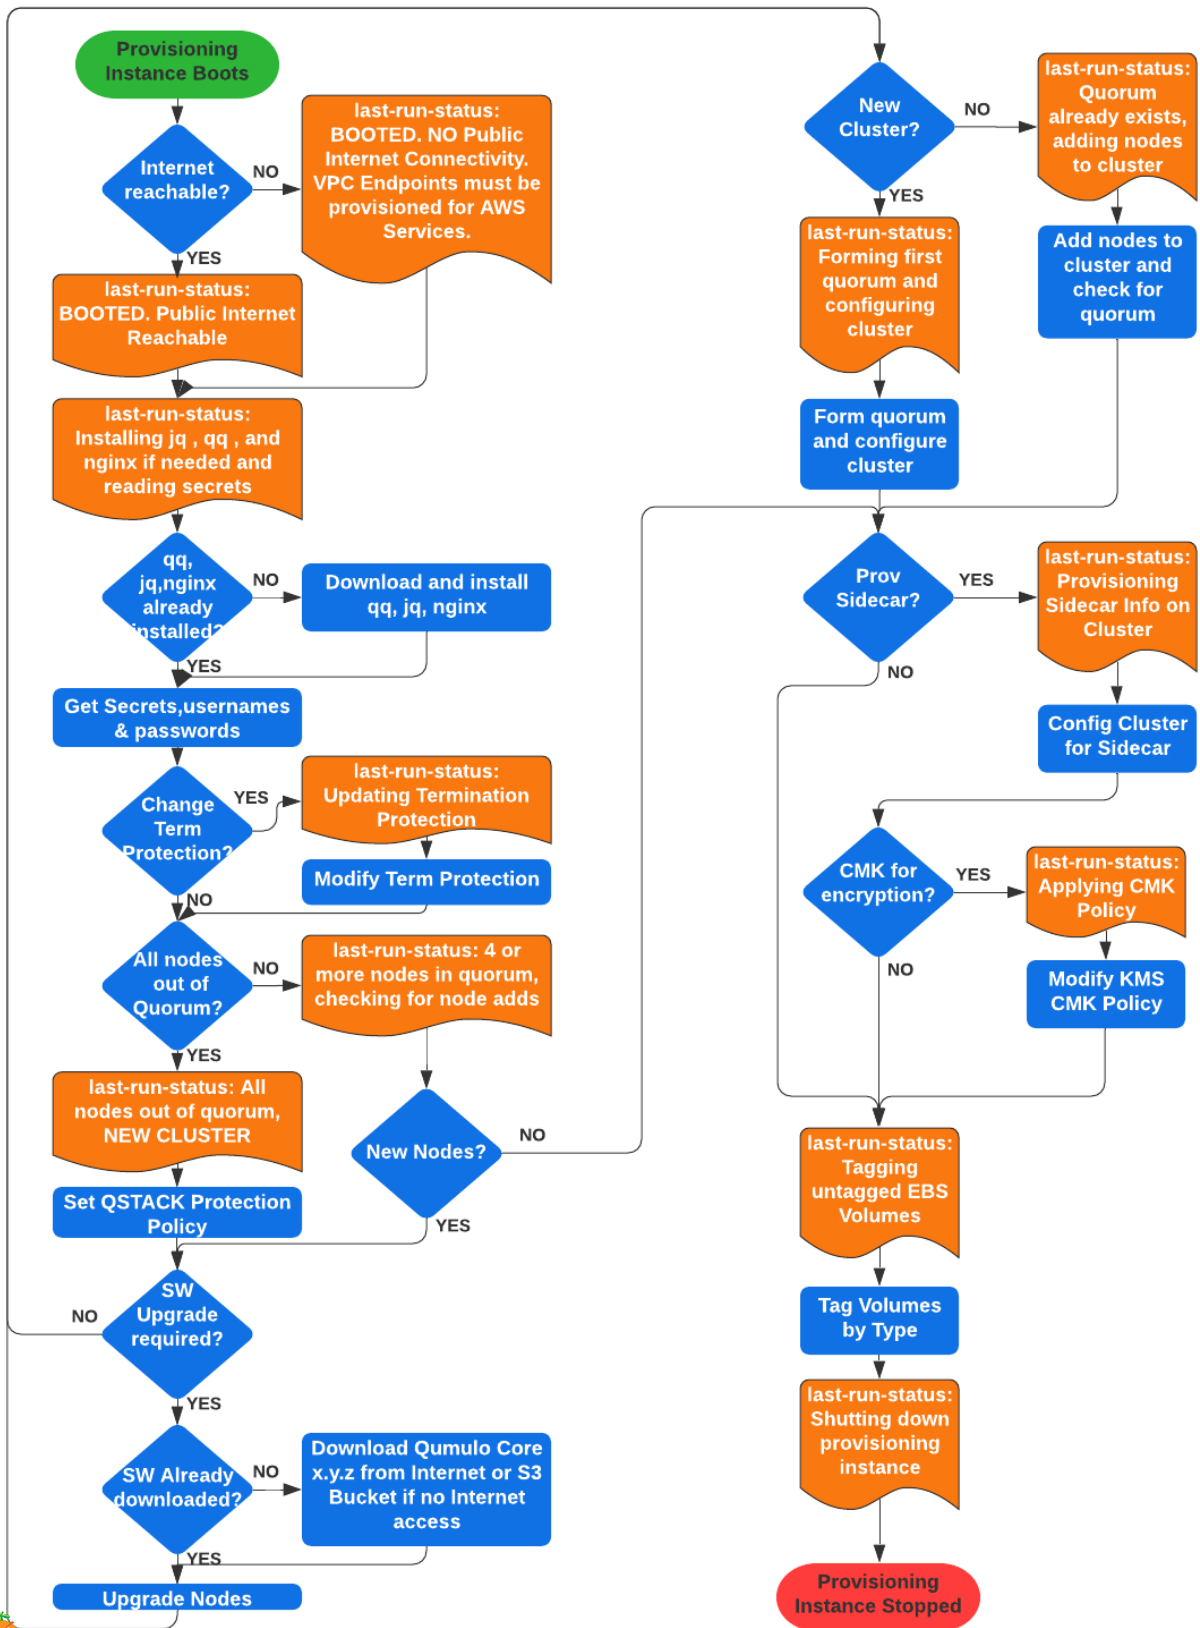 Provisioning
Instance Boots
Internet
reachable?
NO
last-run-status:
BOOTED. NO Public
Internet Connectivity.
VPC Endpoints must be
provisioned for AWS
Services.
YES
last-run-status:
BOOTED. Public Internet
Reachable
last-run-status:
Installing jq , qq , and
nginx if needed and
reading secrets
qq,
jq,nginx
already
installed?
NO
Download and install
qq, jq, nginx
YES
Get Secrets,usernames
& passwords
Change
Term
Protection?
YES
last-run-status:
Updating Termination
Protection
Modify Term Protection
NO
All nodes
out of
Quorum?
NO
last-run-status: 4 or
more nodes in quorum,
checking for node adds
YES
last-run-status: All
nodes out of quorum,
NEW CLUSTER
New Nodes?
NO
YES
Set QSTACK Protection
Policy
SW
Upgrade
required?
NO
YES
SW Already
downloaded?
NO
Download Qumulo Core
x.y.z from Internet or S3
Bucket if no Internet
access
YES
Upgrade Nodes
New
Cluster?
NO
last-run-status:
Quorum
already exists,
adding nodes
to cluster
YES
last-run-status:
Forming first
quorum and
configuring
cluster
Add nodes to
cluster and
check for
quorum
Form quorum
and configure
cluster
Prov
Sidecar?
YES
last-run-status:
Provisioning
Sidecar Info on
Cluster
NO
Config Cluster
for Sidecar
CMK for
encryption?
YES
last-run-status:
Applying CMK
Policy
NO
Modify KMS
CMK Policy
last-run-status:
Tagging
untagged EBS
Volumes
Tag Volumes
by Type
last-run-status:
Shutting down
provisioning
instance
Provisioning
Instance Stopped